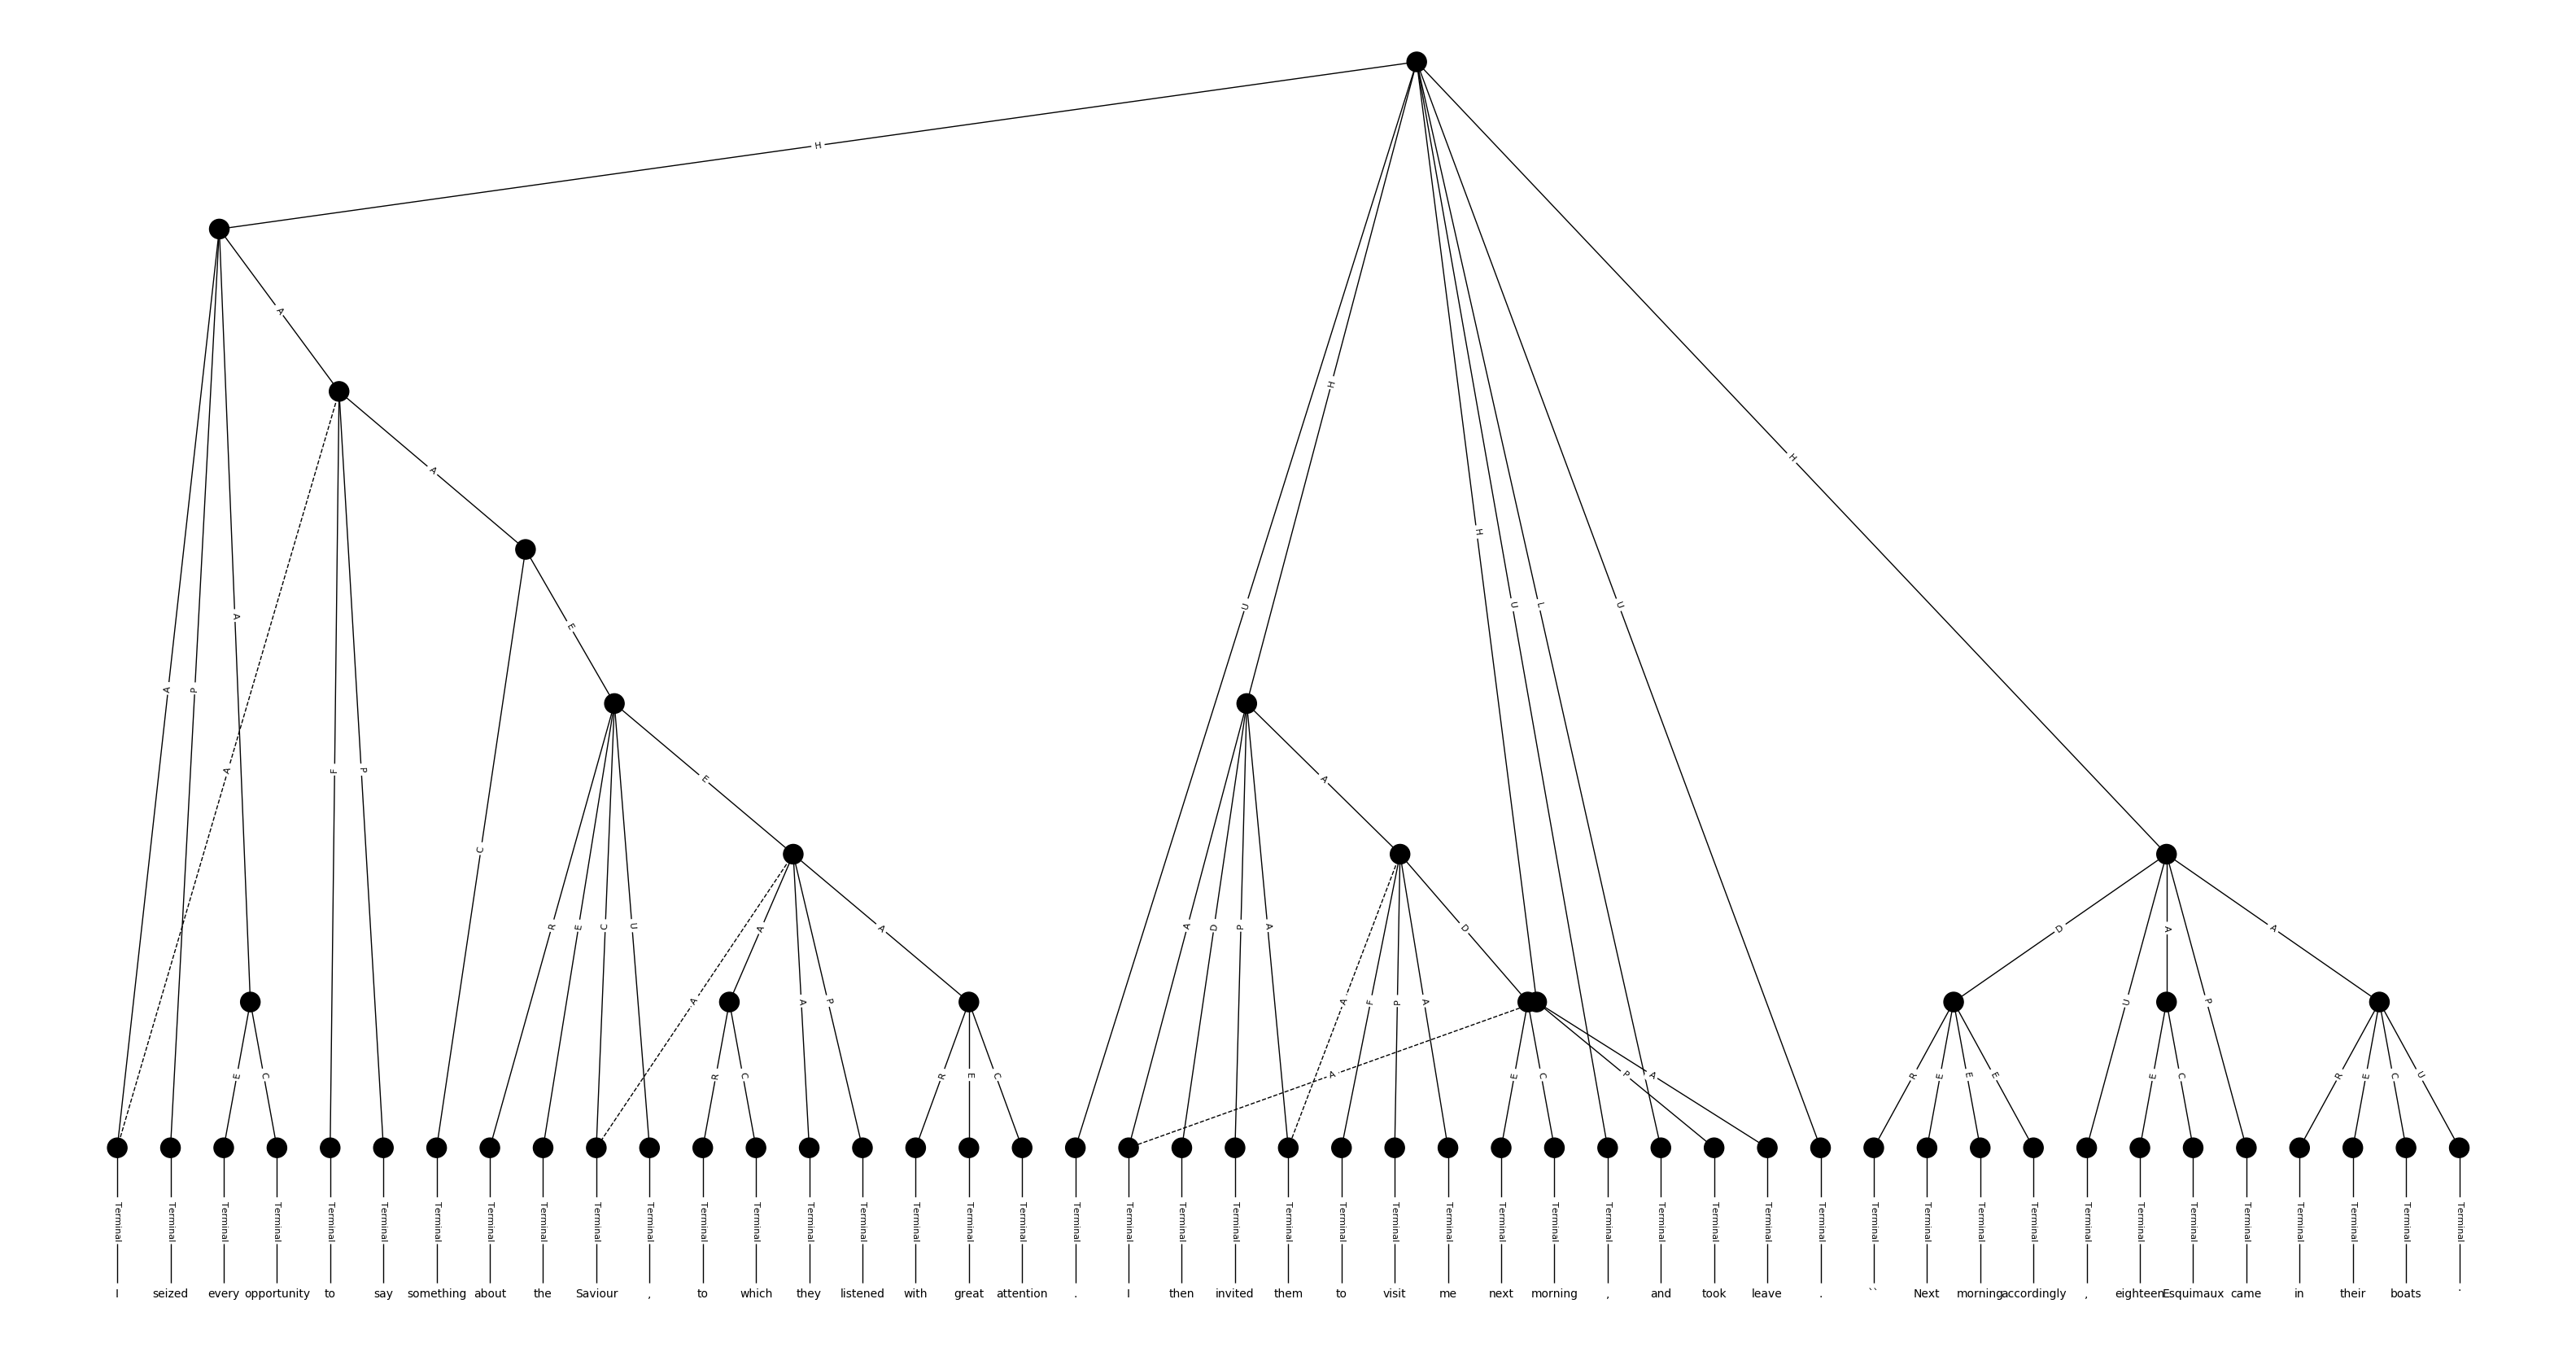 H
A
A
H
A
H
E
H
U
U
L
U
A
E
A
P
F
P
E
A
C
R
E
C
U
A
A
A
D
P
A
D
D
A
A
A
A
P
A
F
P
A
U
P
E
C
R
C
R
E
C
A
E
C
P
A
R
E
E
E
E
C
R
E
C
U
Terminal Terminal Terminal Terminal Terminal Terminal Terminal Terminal Terminal Terminal Terminal Terminal Terminal Terminal Terminal Terminal Terminal Terminal Terminal Terminal Terminal Terminal Terminal Terminal Terminal Terminal Terminal Terminal Terminal Terminal Terminal Terminal Terminal Terminal Terminal Terminal Terminal Terminal Terminal Terminal Terminal Terminal Terminal Terminal Terminal
I seized every opportunity to say something about the Saviour , to which they listened with great attention . I then invited them to visit me next morning , and took leave . `` Next morning accordingly , eighteen Esquimaux came in their boats .